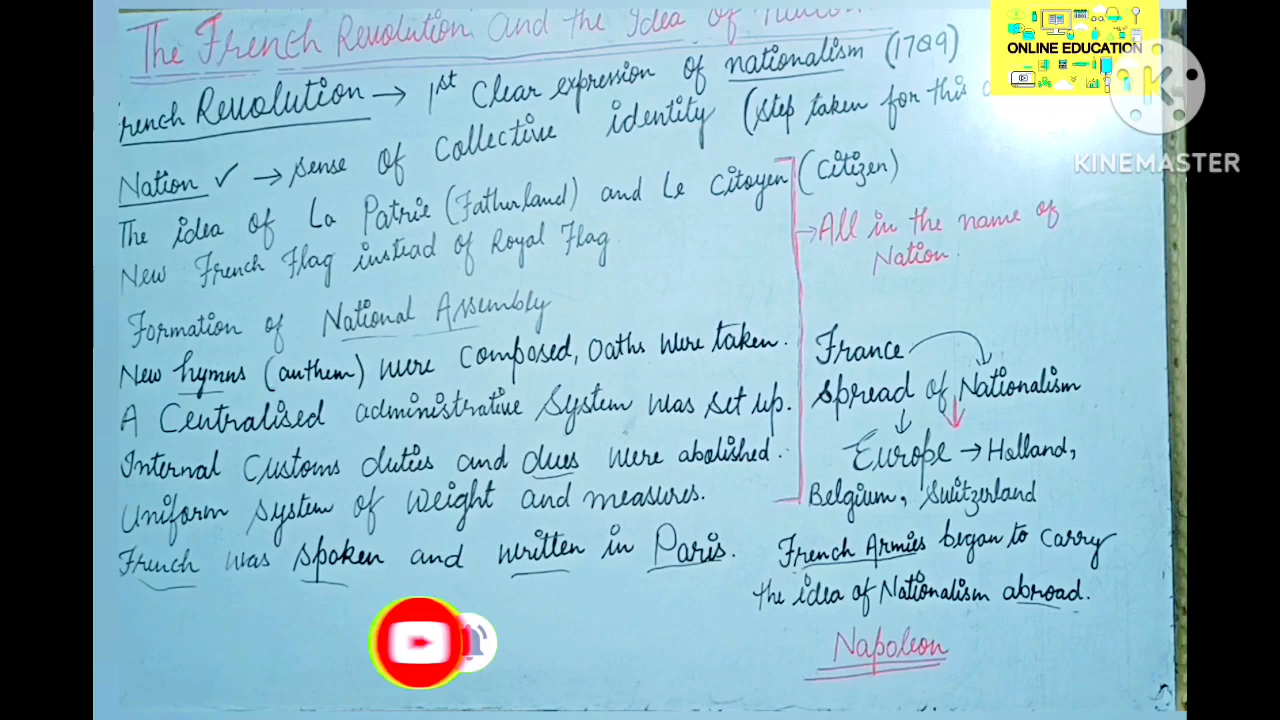 The French Revolution And the Idea of Nation
rench Revolution → 1st Clear expression of nationalism (1789)
Nation ✓ → sense of Collective identity (step taken for this
The idea of La Patrie (Fatherland) and Le Citoyen (Citizen)
New French Flag instead of Royal Flag.
Formation of National Assembly
New hymns (anthem) were composed, Oaths were taken.
A Centralised administrative System was set up.
Internal Customs duties and dues were abolished.
Uniform system of Weight and measures.
French was spoken and written in Paris.
→ All in the name of
Nation.
France
spread of Nationalism
Europe → Holland,
Belgium, Switzerland
French Armies began to carry
the idea of Nationalism abroad.
Napoleon
ONLINE EDUCATION
K
KINEMASTER